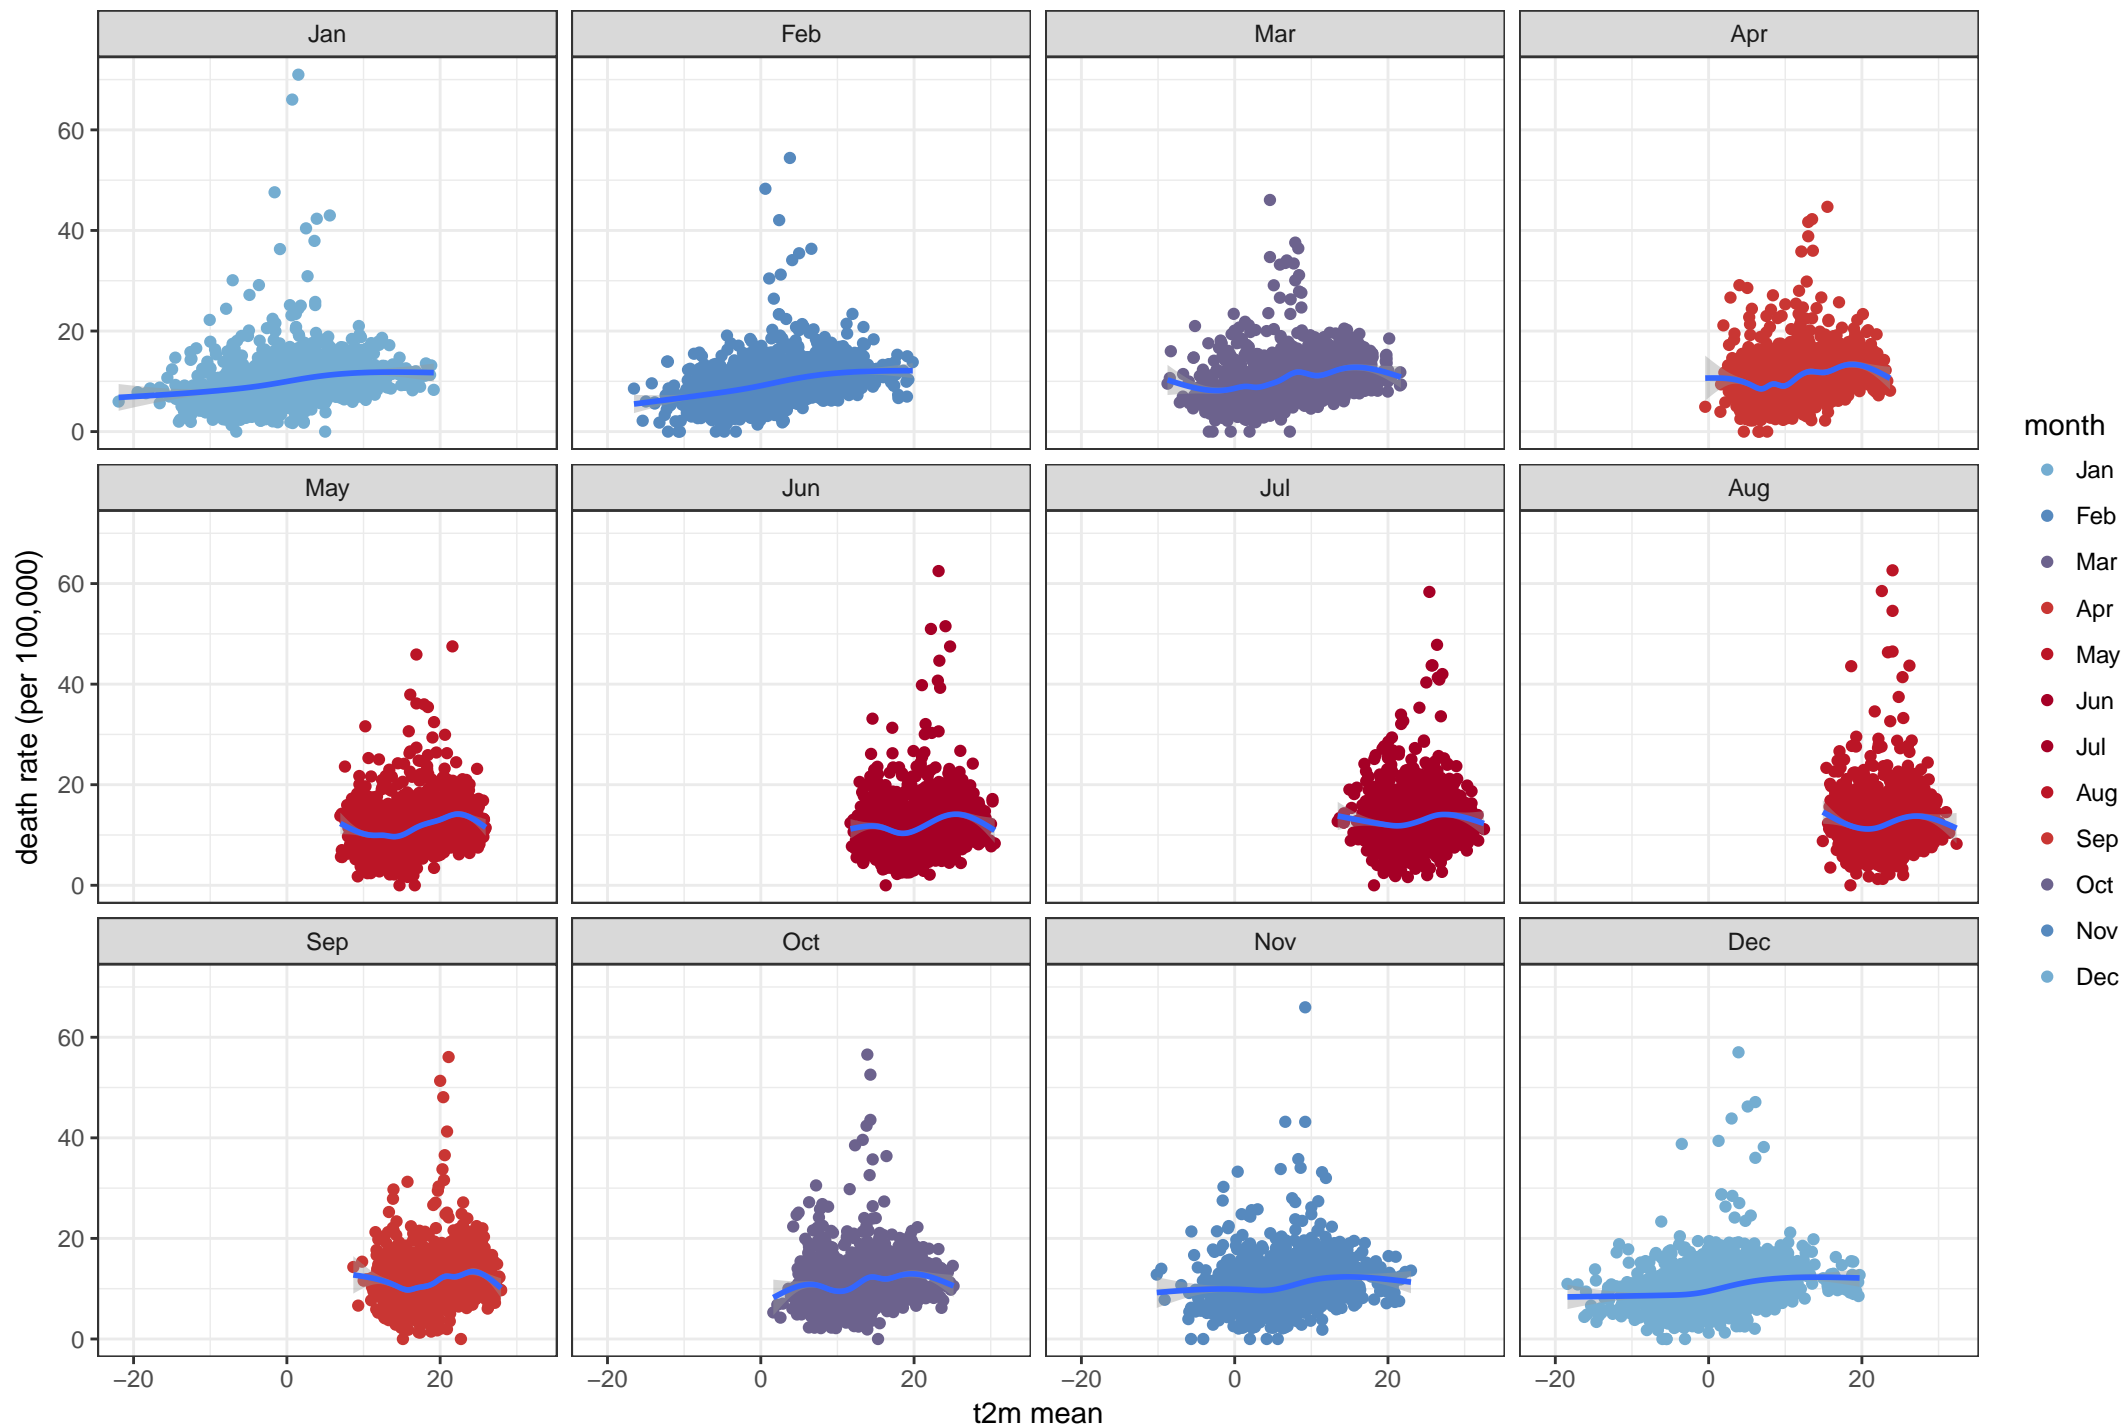 Jan Feb Mar Apr
60
40
20
0
May Jun Jul Aug
60
40
20
0
Sep Oct Nov Dec
60
40
20
0
−20 0 20 −20 0 20 −20 0 20 −20 0 20
t2m mean
death rate (per 100,000)
month
Jan
Feb
Mar
Apr
May
Jun
Jul
Aug
Sep
Oct
Nov
Dec